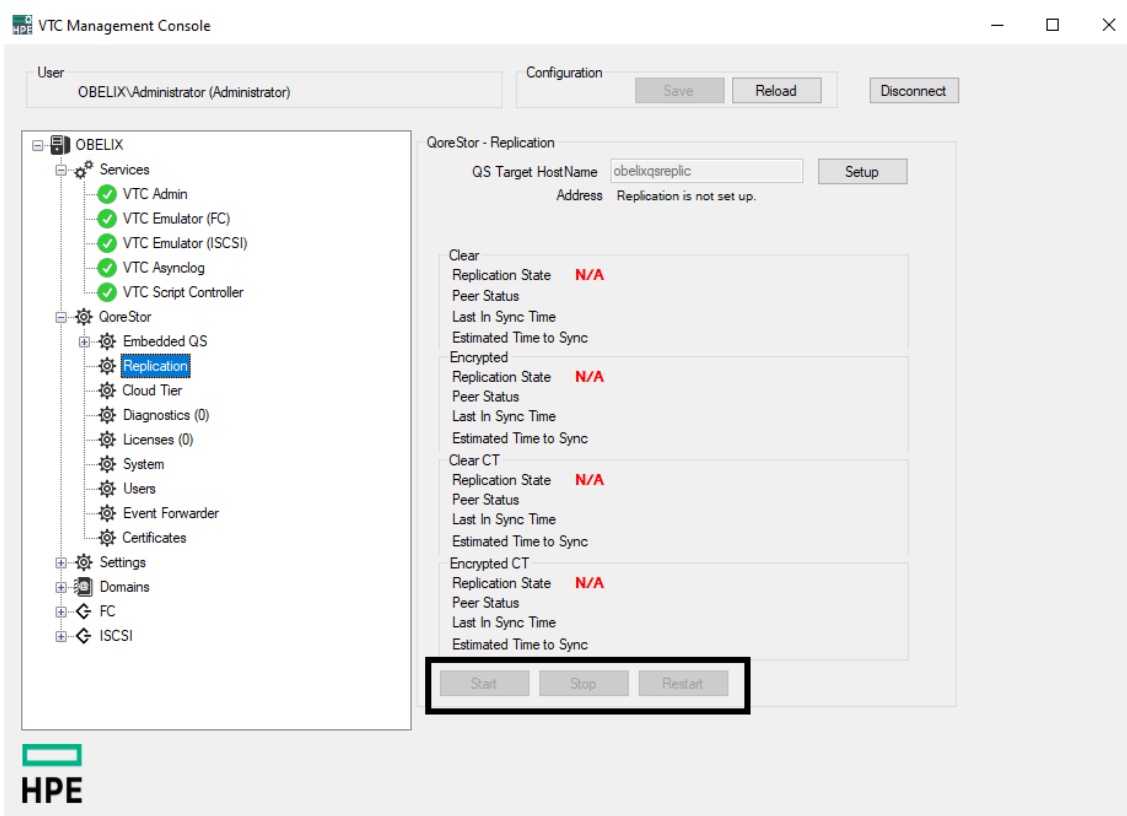 VTC Management Console
User
OBELIX\Administrator (Administrator)
Configuration
Save
Reload
Disconnect
OBELIX
Services
VTC Admin
VTC Emulator (FC)
VTC Emulator (ISCSI)
VTC Asynclog
VTC Script Controller
QoreStor
Embedded QS
Replication
Cloud Tier
Diagnostics (0)
Licenses (0)
System
Users
Event Forwarder
Certificates
Settings
Domains
FC
ISCSI
QoreStor - Replication
QS Target HostName obelixqsreplic Setup
Address Replication is not set up.
Clear
Replication State N/A
Peer Status
Last In Sync Time
Estimated Time to Sync
Encrypted
Replication State N/A
Peer Status
Last In Sync Time
Estimated Time to Sync
Clear CT
Replication State N/A
Peer Status
Last In Sync Time
Estimated Time to Sync
Encrypted CT
Replication State N/A
Peer Status
Last In Sync Time
Estimated Time to Sync
Start Stop Restart
HPE